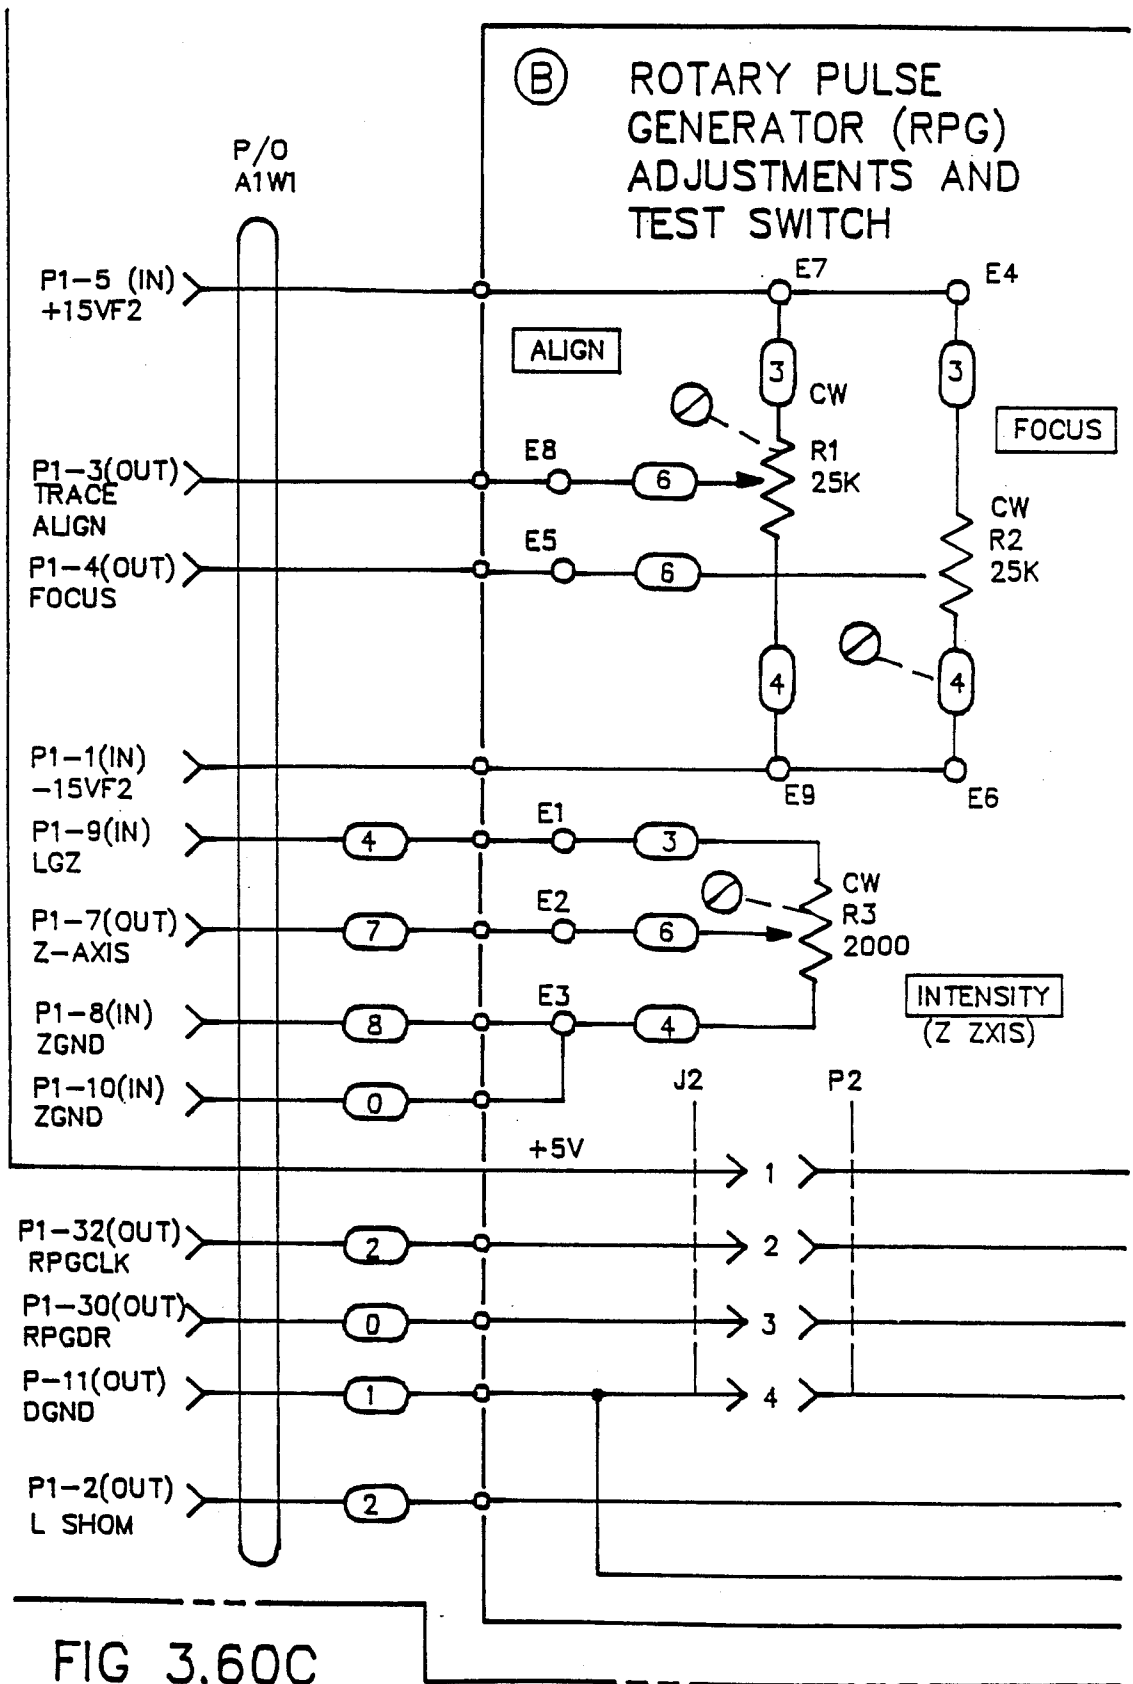 B
ROTARY PULSE
GENERATOR (RPG)
ADJUSTMENTS AND
TEST SWITCH
P/O
A1W1
P1-5 (IN)
+15VF2
E7
E4
ALIGN
3
CW
3
FOCUS
P1-3(OUT)
TRACE
ALIGN
E8
6
R1
25K
CW
R2
25K
P1-4(OUT)
FOCUS
E5
6
4
4
P1-1(IN)
-15VF2
E9
E6
P1-9(IN)
LGZ
4
E1
3
CW
R3
2000
P1-7(OUT)
Z-AXIS
7
E2
6
INTENSITY
(Z ZXIS)
P1-8(IN)
ZGND
8
E3
4
P1-10(IN)
ZGND
0
J2
P2
+5V
1
P1-32(OUT)
RPGCLK
2
2
P1-30(OUT)
RPGDR
0
3
P-11(OUT)
DGND
1
4
P1-2(OUT)
L SHOM
2
FIG 3.60C